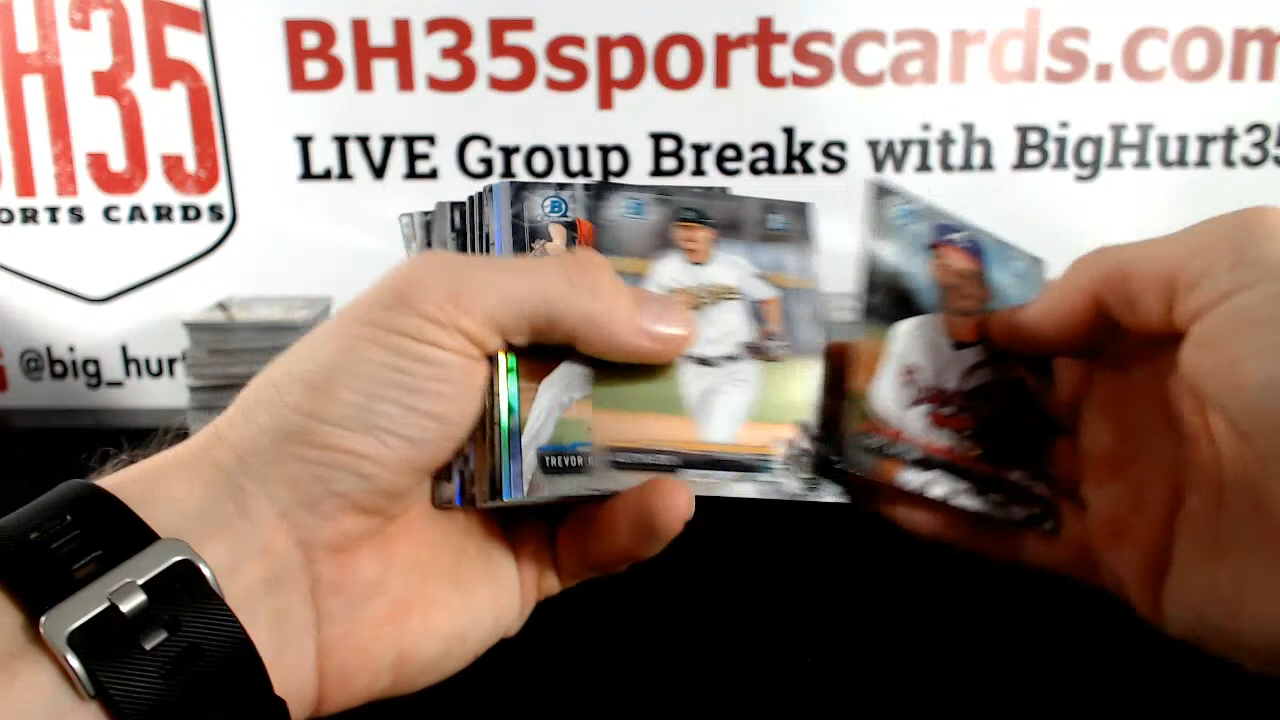 H35
ORTS CARDS
BH35sportscards.com
LIVE Group Breaks with BigHurt35
@big_hur
B
TREVOR